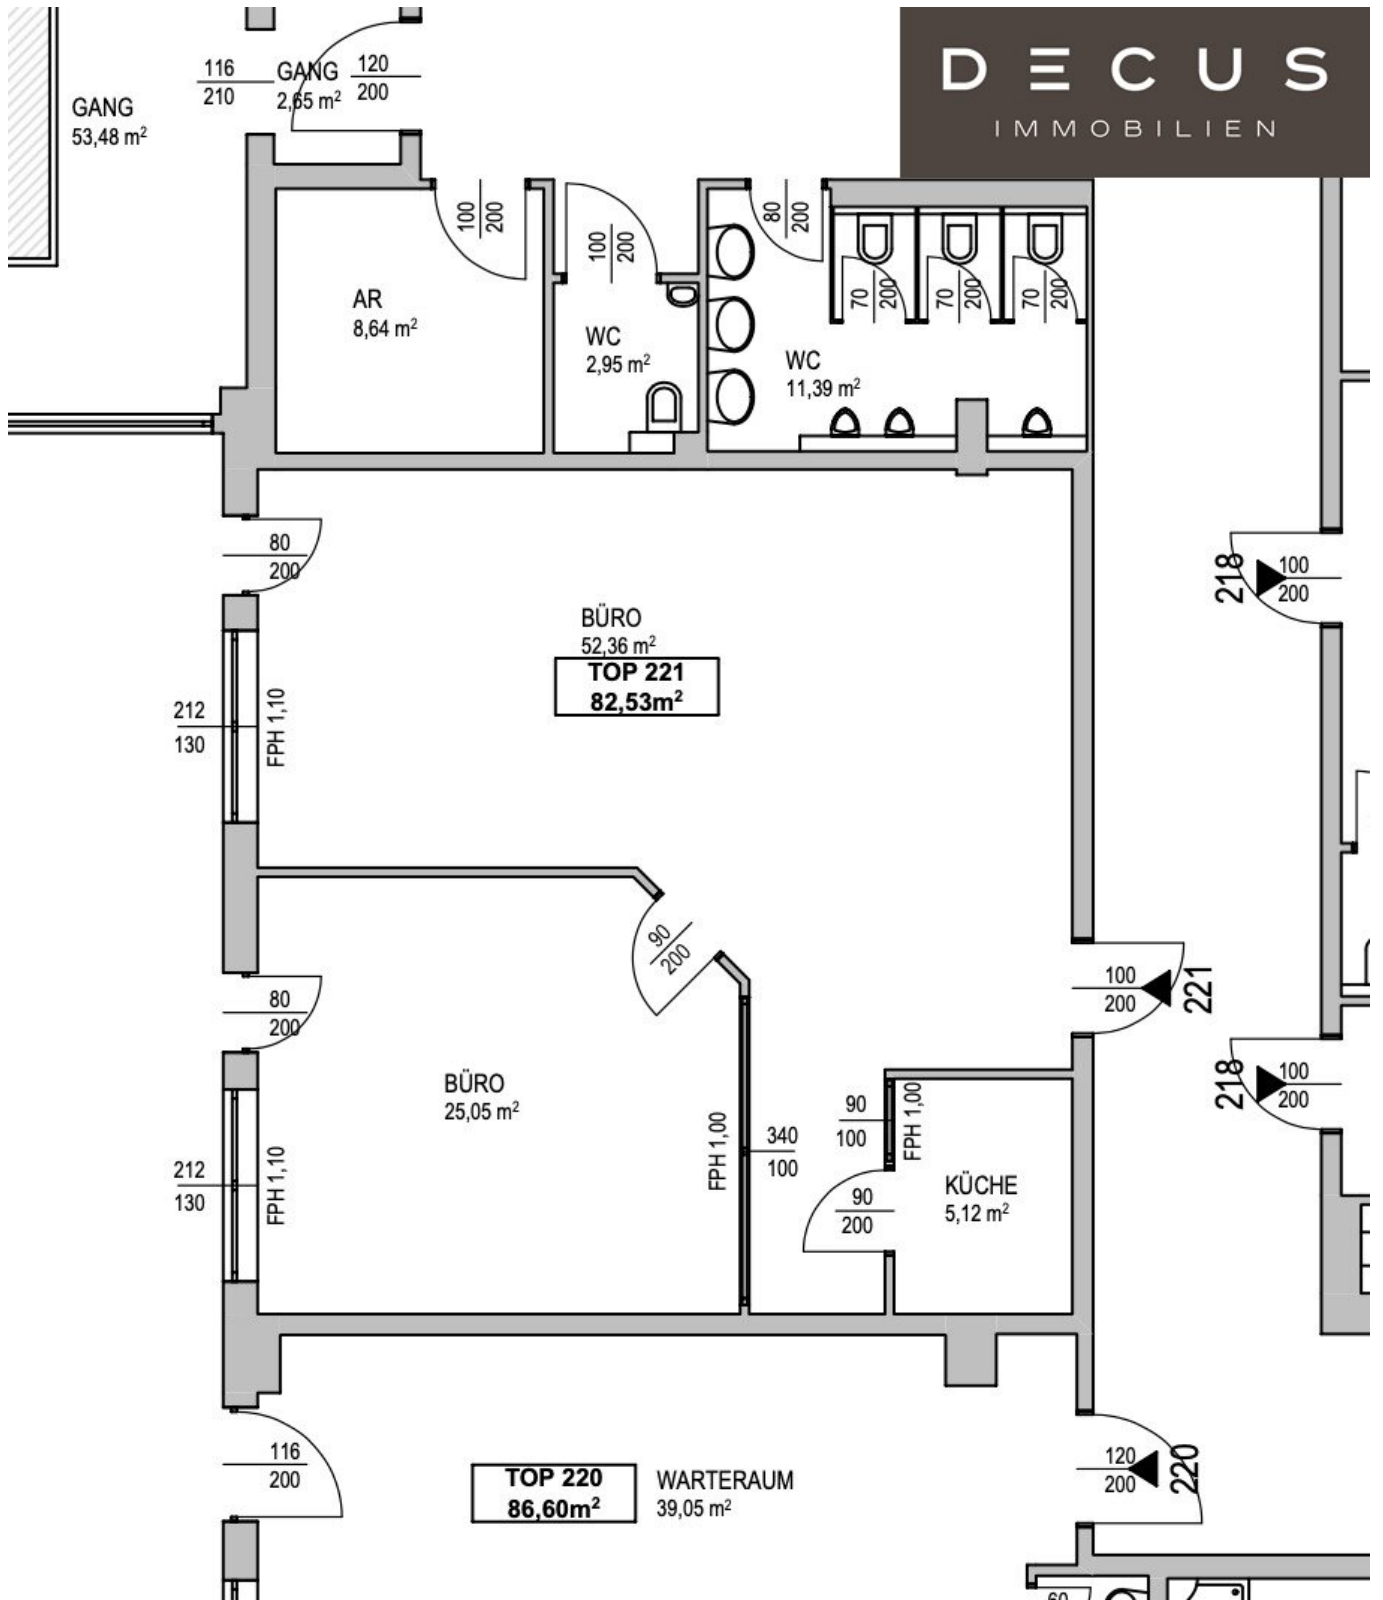 DECUS
IMMOBILIEN
116
210
GANG
2,65 m²
120
200
GANG
53,48 m²
100
200
100
200
80
200
70
200
70
200
70
200
AR
8,64 m²
WC
2,95 m²
WC
11,39 m²
80
200
218
100
200
BÜRO
52,36 m²
TOP 221
82,53m²
212
130
FPH 1,10
90
200
80
200
100
200
221
218
100
200
BÜRO
25,05 m²
FPH 1,00
340
100
90
100
FPH 1,00
212
130
FPH 1,10
90
200
KÜCHE
5,12 m²
116
200
TOP 220
86,60m²
WARTERAUM
39,05 m²
120
200
220